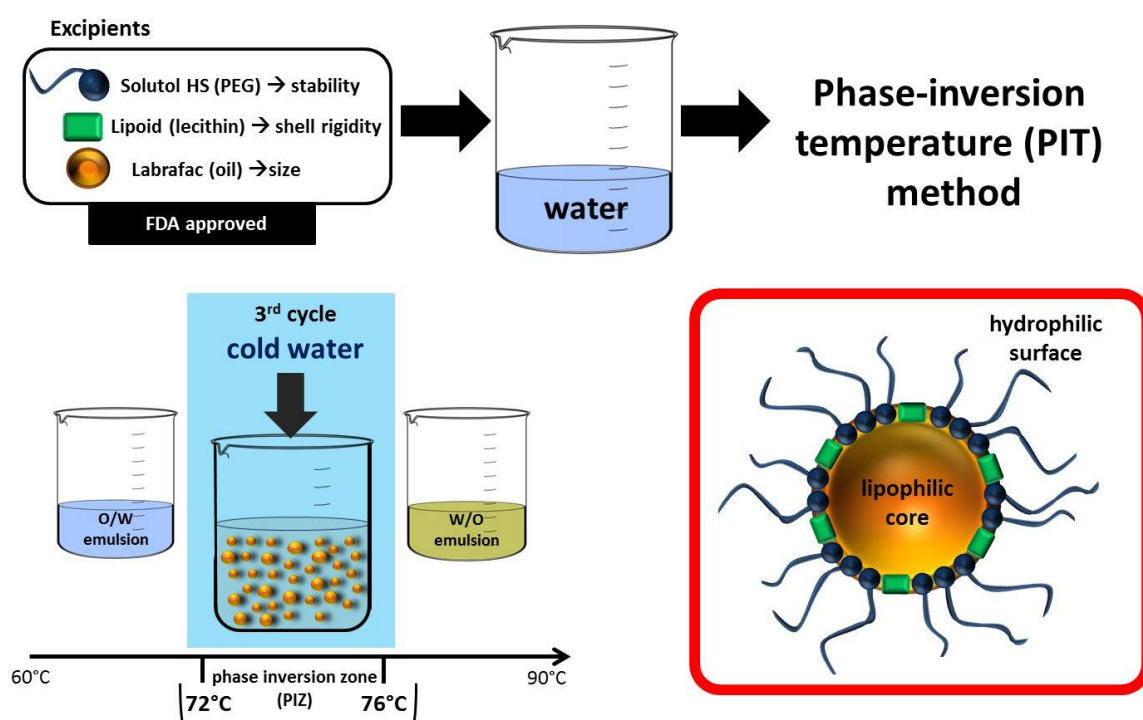 Excipients
Solutol HS (PEG) → stability
Lipoid (lecithin) → shell rigidity
Labrafac (oil) →size
FDA approved
water
Phase-inversion
temperature (PIT)
method
3rd cycle
cold water
O/W
emulsion
W/O
emulsion
60°C
72°C
phase inversion zone
(PIZ)
76°C
90°C
hydrophilic
surface
lipophilic
core